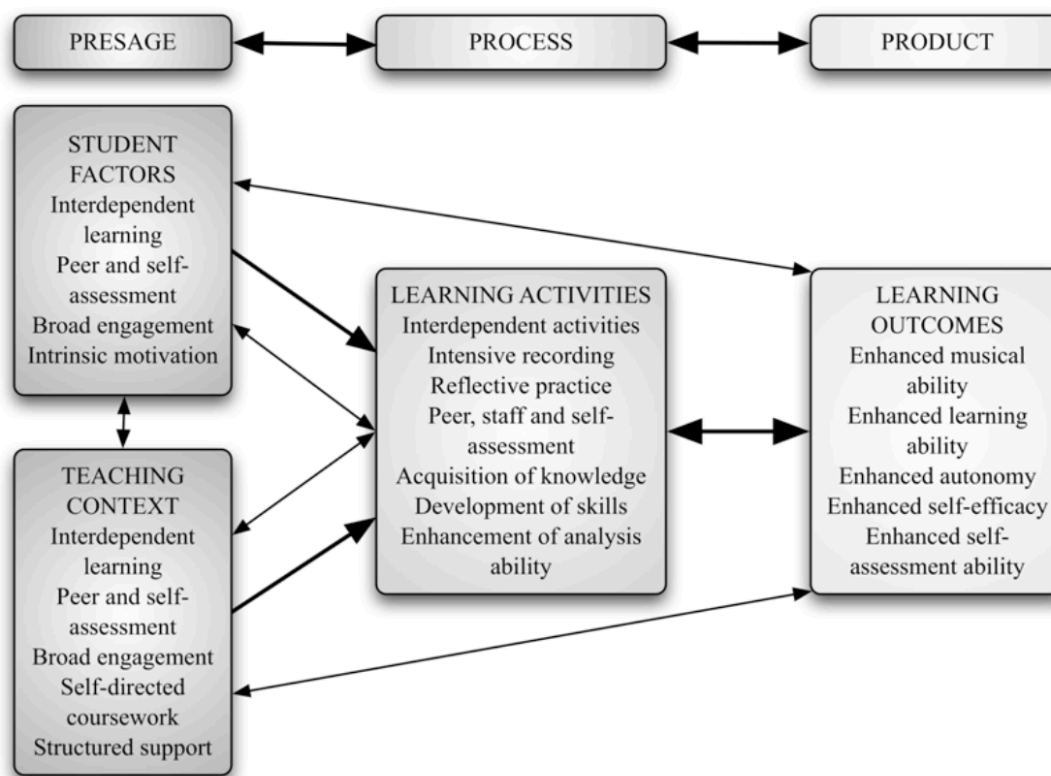 PRESAGE
PROCESS
PRODUCT
STUDENT
FACTORS
Interdependent
learning
Peer and self-
assessment
Broad engagement
Intrinsic motivation
TEACHING
CONTEXT
Interdependent
learning
Peer and self-
assessment
Broad engagement
Self-directed
coursework
Structured support
LEARNING ACTIVITIES
Interdependent activities
Intensive recording
Reflective practice
Peer, staff and self-
assessment
Acquisition of knowledge
Development of skills
Enhancement of analysis
ability
LEARNING
OUTCOMES
Enhanced musical
ability
Enhanced learning
ability
Enhanced autonomy
Enhanced self-efficacy
Enhanced self-
assessment ability